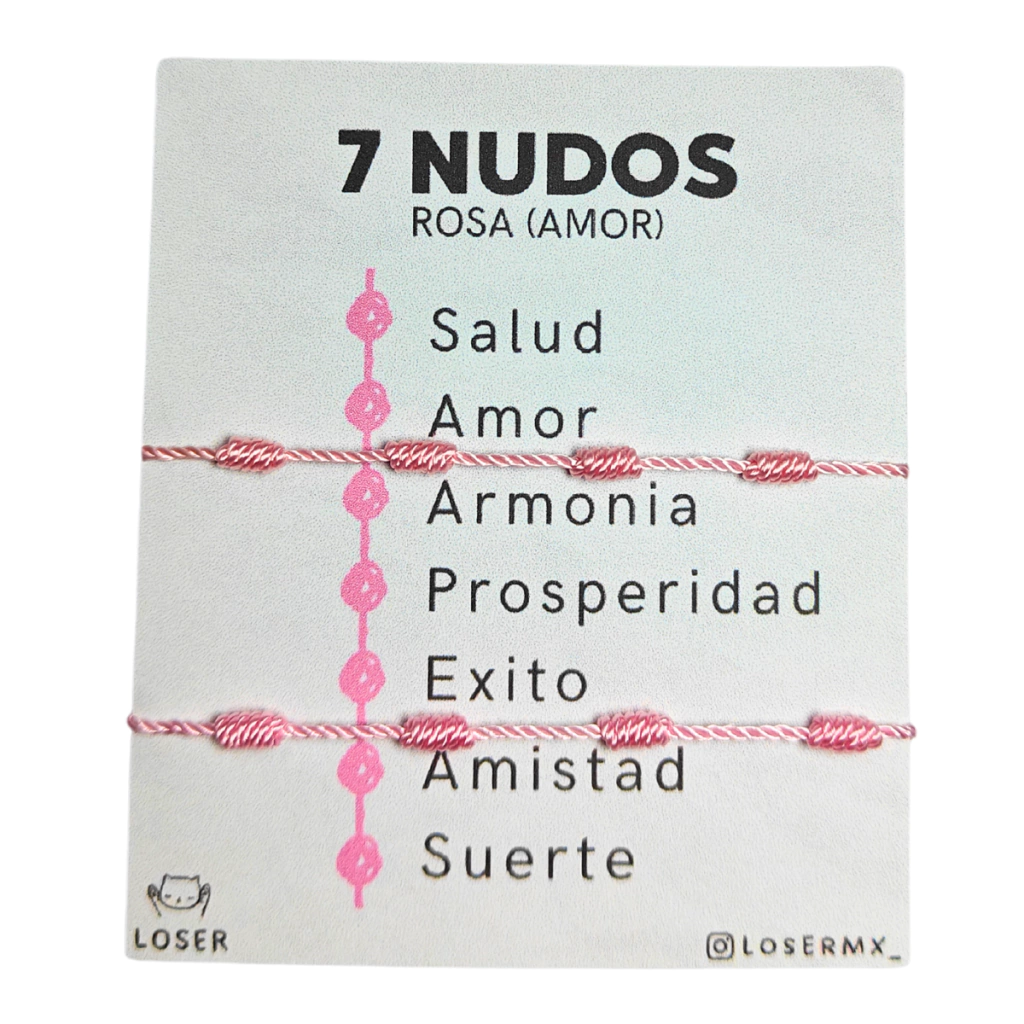 7 NUDOS
ROSA (AMOR)
Salud
Amor
Armonia
Prosperidad
Exito
Amistad
Suerte
LOSER
LOSERMX_